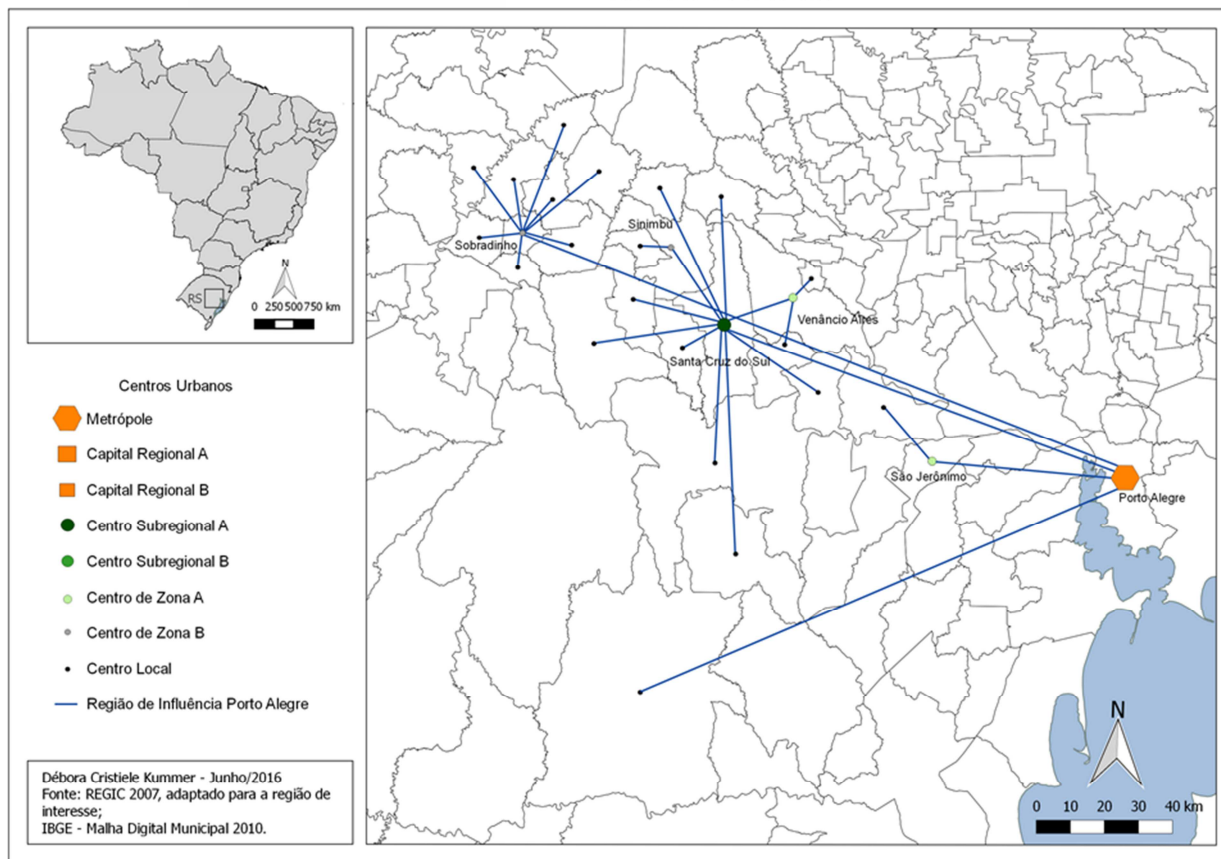 N
RS
0 250 500 750 km
Centros Urbanos
Metrópole
Capital Regional A
Capital Regional B
Centro Subregional A
Centro Subregional B
Centro de Zona A
Centro de Zona B
Centro Local
Região de Influência Porto Alegre
Débora Cristiele Kummer - Junho/2016
Fonte: REGIC 2007, adaptado para a região de
interesse;
IBGE - Malha Digital Municipal 2010.
Sinimbu
Sobradinho
Venâncio Aires
Santa Cruz do Sul
São Jerônimo
Porto Alegre
N
0 10 20 30 40 km